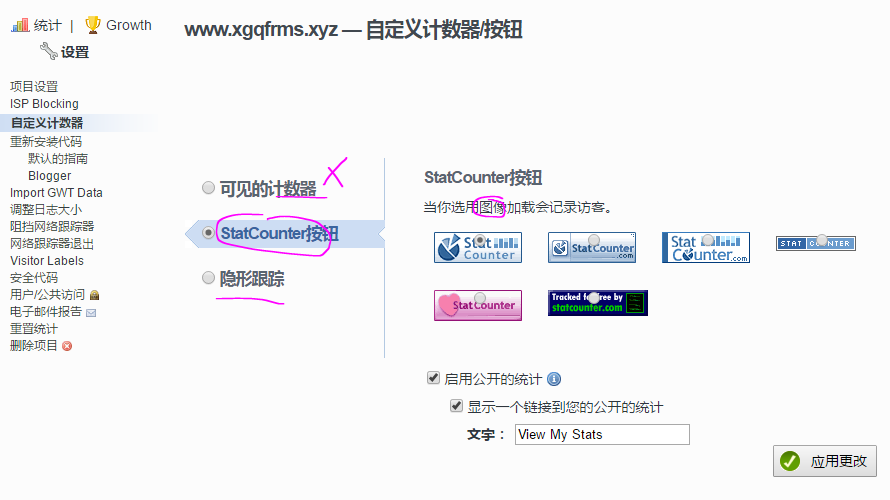 统计 | Growth
设置
www.xgqfrms.xyz — 自定义计数器/按钮
项目设置
ISP Blocking
自定义计数器
重新安装代码
默认的指南
Blogger
Import GWT Data
调整日志大小
阻挡网络跟踪器
网络跟踪器退出
Visitor Labels
安全代码
用户/公共访问
电子邮件报告
重置统计
删除项目
可见的计数器
StatCounter按钮
隐形跟踪
StatCounter按钮
当你选用图像加载会记录访客。
Stat Counter
StatCounter.com
Stat Counter.com
STAT COUNTER
StatCounter
Tracked for free by
statcounter.com
启用公开的统计
显示一个链接到您的公开的统计
文字：
View My Stats
应用更改